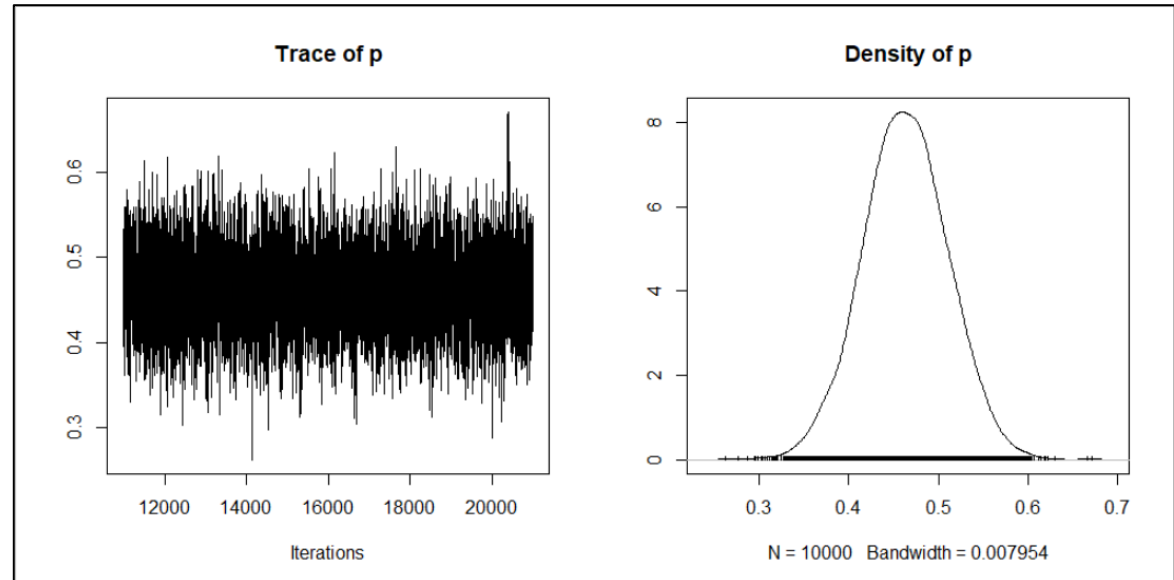 Trace of p
0.6
0.5
0.4
0.3
12000 14000 16000 18000 20000
Iterations
Density of p
8
6
4
2
0
0.3 0.4 0.5 0.6 0.7
N = 10000 Bandwidth = 0.007954